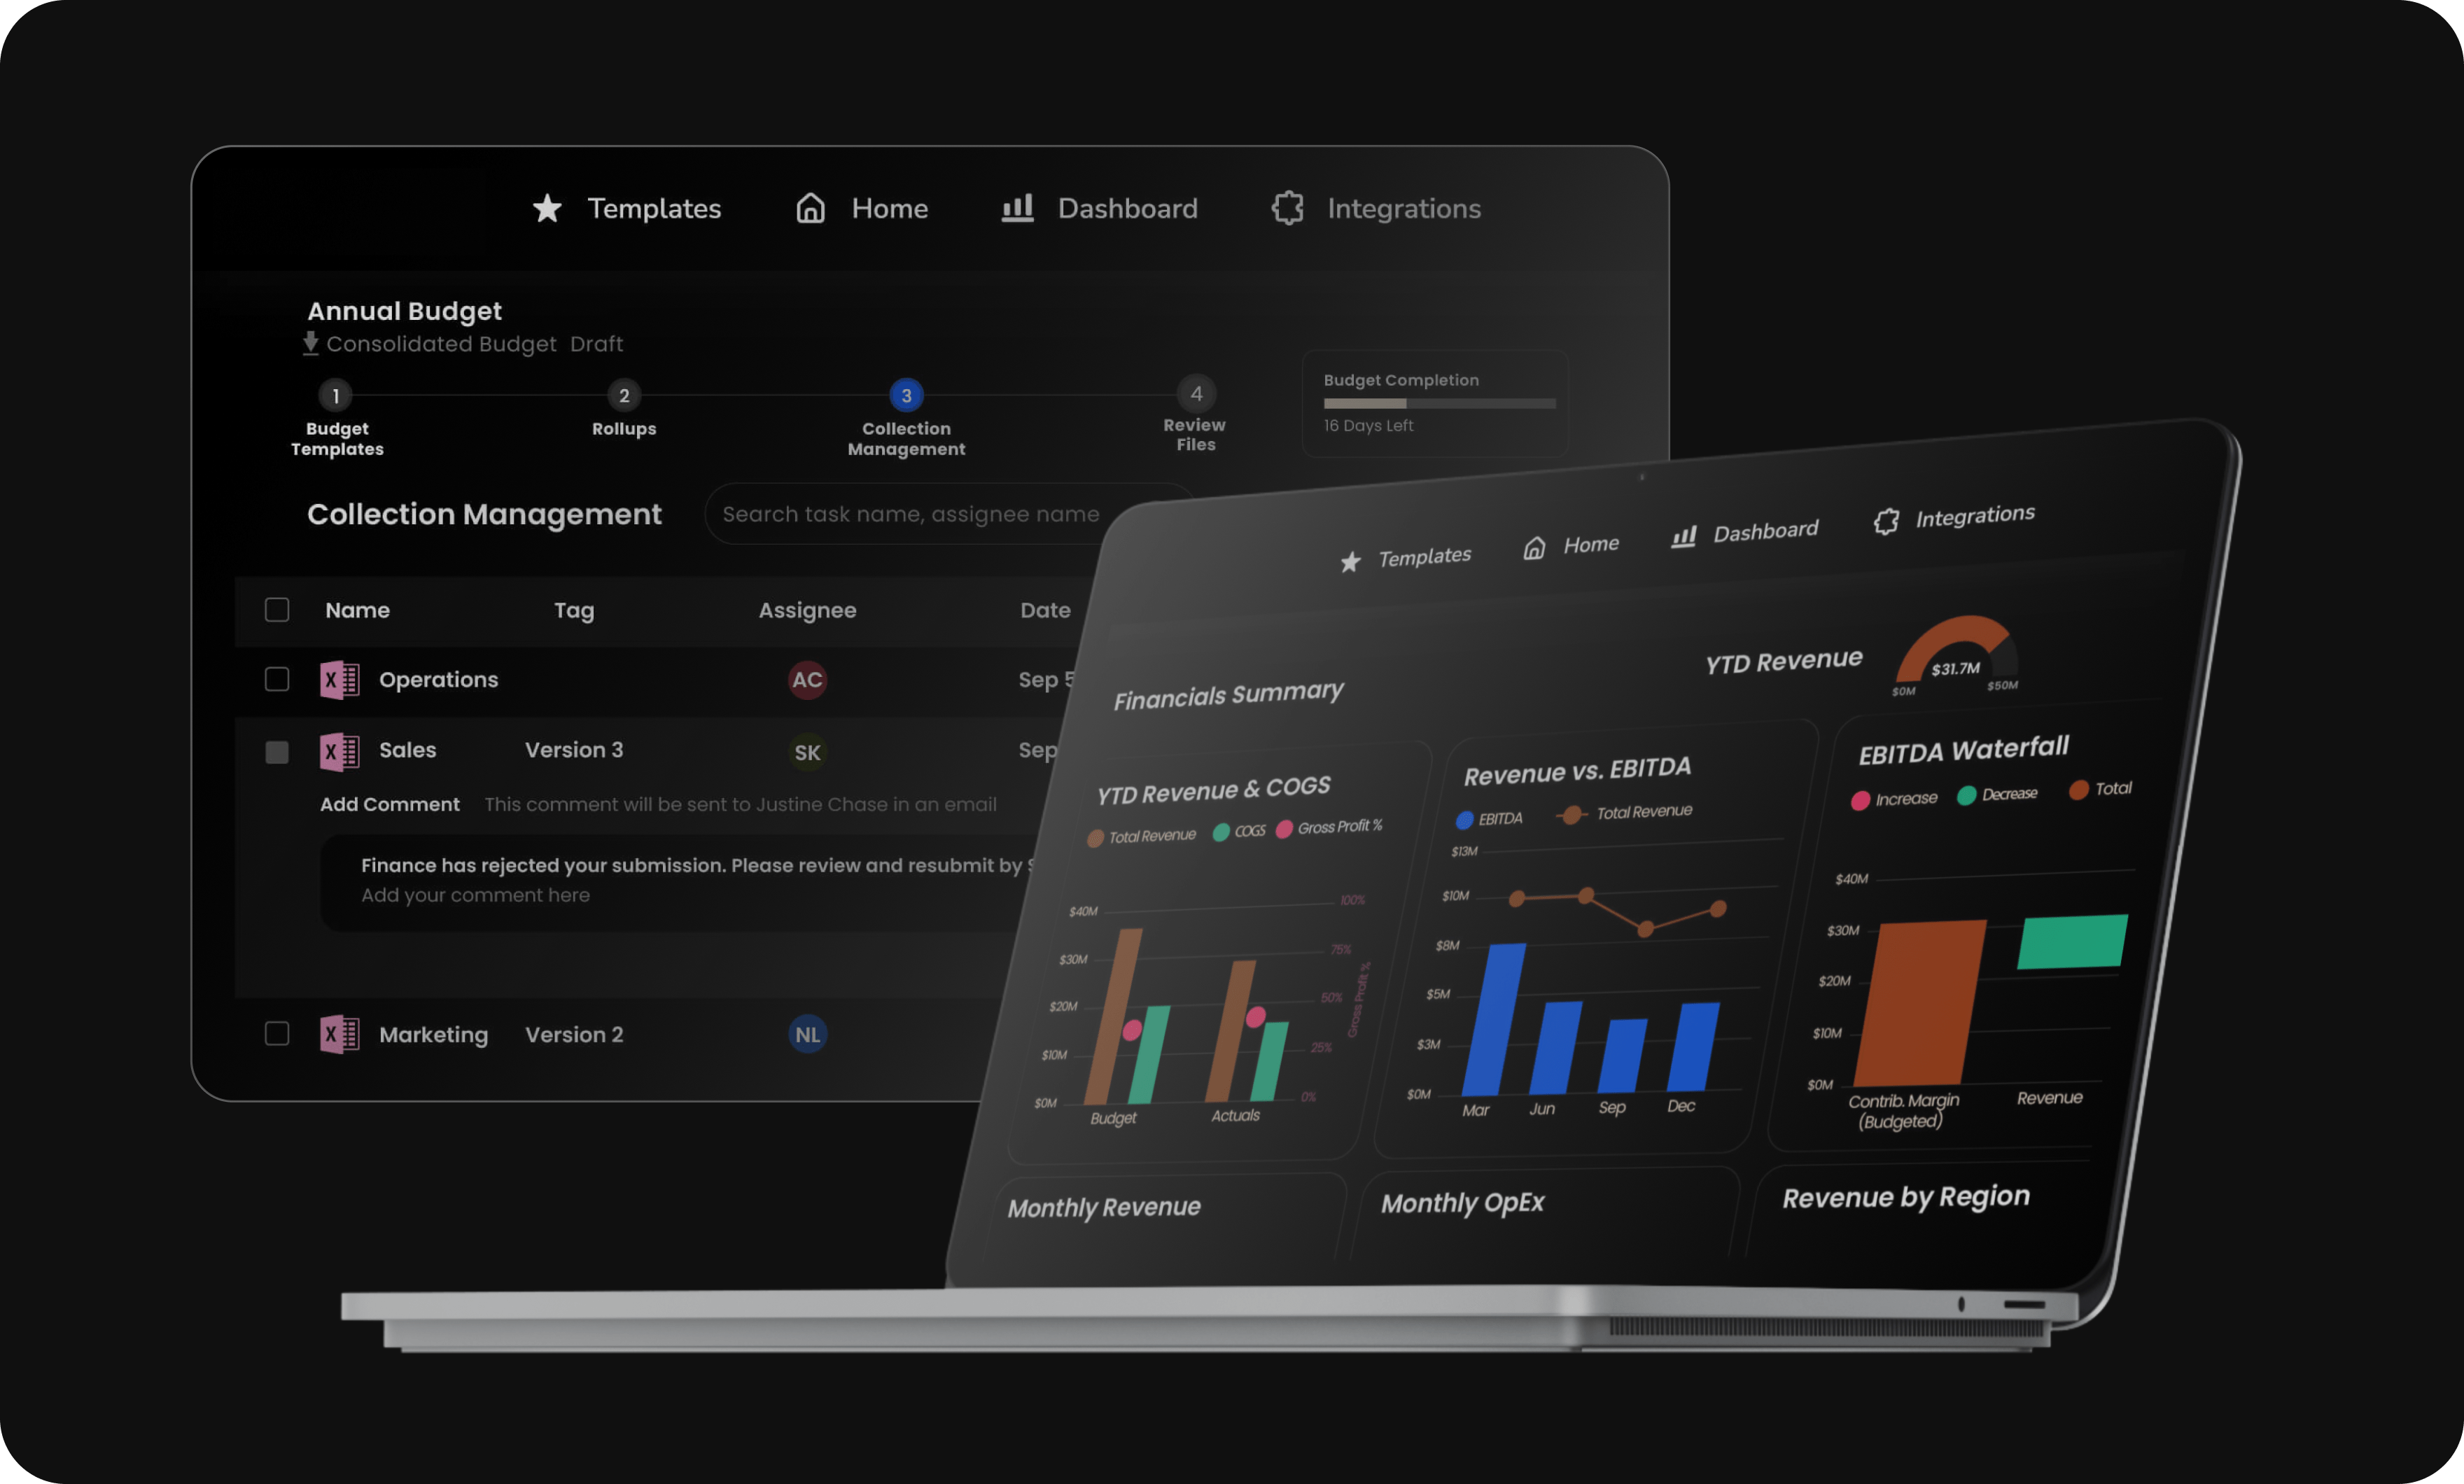 Templates Home Dashboard Integrations
Annual Budget
Consolidated Budget Draft
1 2 3 4
Budget Templates
Rollups
Collection Management
Review Files
Budget Completion
16 Days Left
Collection Management
Search task name, assignee name
Name Tag Assignee Date
X Operations AC Sep 5
X Sales Version 3 SK Sep
Add Comment This comment will be sent to Justine Chase in an email
Finance has rejected your submission. Please review and resubmit by S
Add your comment here
X Marketing Version 2 NL
Templates Home Dashboard Integrations
Financials Summary
YTD Revenue
$31.7M
$0M $50M
YTD Revenue & COGS
Total Revenue COGS Gross Profit %
$40M 100%
$30M 75%
$20M 50%
$10M 25%
$0M 0%
Gross Profit %
Budget Actuals
Revenue vs. EBITDA
EBITDA Total Revenue
$13M
$10M
$8M
$5M
$3M
$0M
Mar Jun Sep Dec
EBITDA Waterfall
Increase Decrease Total
$40M
$30M
$20M
$10M
$0M
Contrib. Margin
(Budgeted)
Revenue
Monthly Revenue
Monthly OpEx
Revenue by Region